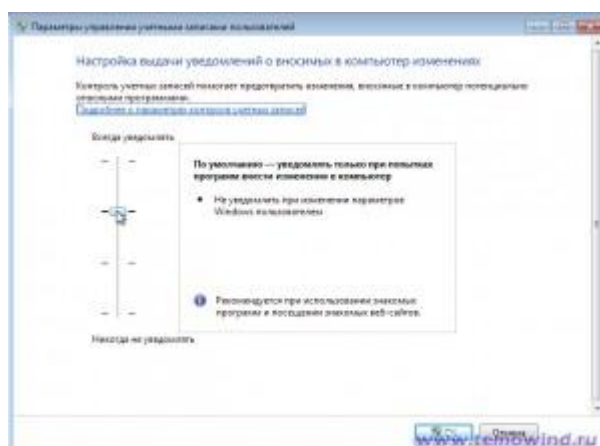 Параметры управления учетными записями пользователей
Настройка выдачи уведомлений о вносимых в компьютер изменениях
Контроль учетных записей помогает предотвратить изменения, вносимые в компьютер потенциально
опасными программами.
Подробнее о параметрах контроля учетных записей
Всегда уведомлять
По умолчанию — уведомлять только при попытках
программ внести изменения в компьютер
• Не уведомлять при изменении параметров
Windows пользователем
Рекомендуется при использовании знакомых
программ и посещении знакомых веб-сайтов.
Никогда не уведомлять
Отмена
www.temowind.ru